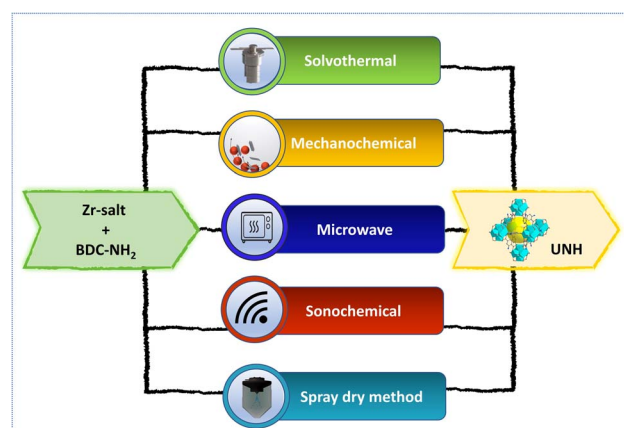 Solvothermal
Mechanochemical
Zr-salt
+
BDC-NH₂
Microwave
UNH
Sonochemical
Spray dry method